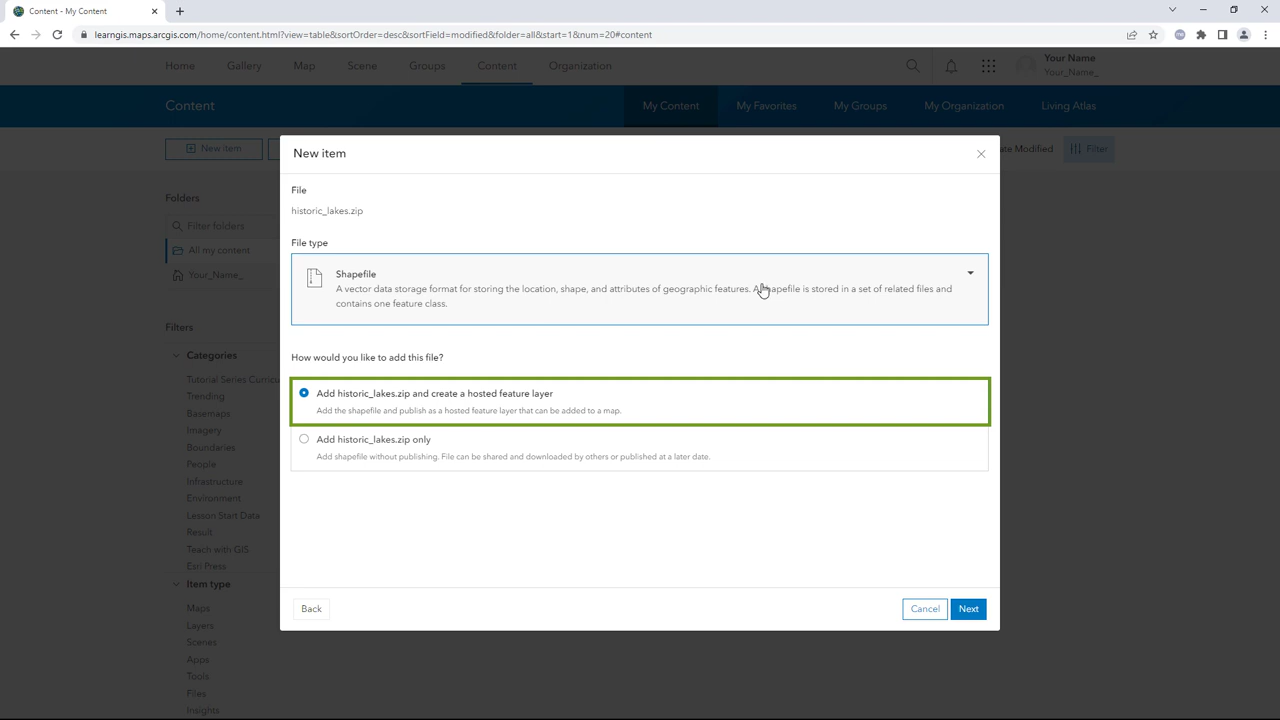 Content - My Content
learngis.maps.arcgis.com/home/content.html?view=table&sortOrder=desc&sortField=modified&folder=all&start=1&num=20#content
Home Gallery Map Scene Groups Content Organization
Your Name
Your_Name_
Content
My Content My Favorites My Groups My Organization Living Atlas
New item
ate Modified
Filter
Folders
Filter folders
All my content
Your_Name_
Filters
Categories
Tutorial Series Curricu
Trending
Basemaps
Imagery
Boundaries
People
Infrastructure
Environment
Lesson Start Data
Result
Teach with GIS
Esri Press
Item type
Maps
Layers
Scenes
Apps
Tools
Files
Insights
New item
File
historic_lakes.zip
File type
Shapefile
A vector data storage format for storing the location, shape, and attributes of geographic features. A shapefile is stored in a set of related files and
contains one feature class.
How would you like to add this file?
Add historic_lakes.zip and create a hosted feature layer
Add the shapefile and publish as a hosted feature layer that can be added to a map.
Add historic_lakes.zip only
Add shapefile without publishing. File can be shared and downloaded by others or published at a later date.
Back
Cancel
Next